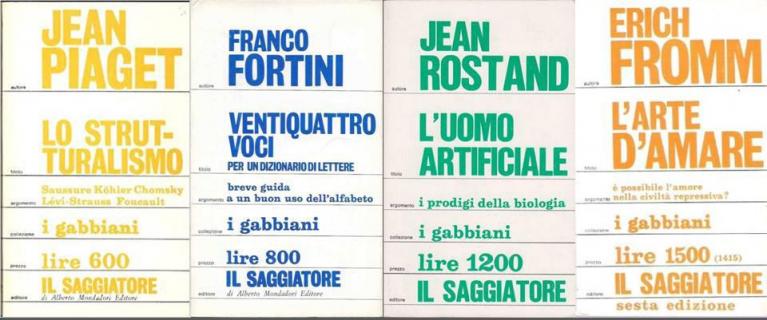 JEAN
PIAGET
autore
LO STRUT-
TURALISMO
titolo
Saussure Köhler Chomsky
argomento Lévi-Strauss Foucault
collezione i gabbiani
prezzo lire 600
editore IL SAGGIATORE
di Alberto Mondadori Editore
FRANCO
FORTINI
autore
VENTIQUATTRO
VOCI
PER UN DIZIONARIO DI LETTERE
titolo
breve guida
argomento a un buon uso dell'alfabeto
collezione i gabbiani
prezzo lire 800
editore IL SAGGIATORE
di Alberto Mondadori Editore
JEAN
ROSTAND
autore
L'UOMO
ARTIFICIALE
titolo
argomento i prodigi della biologia
collezione i gabbiani
prezzo lire 1200
editore IL SAGGIATORE
ERICH
FROMM
autore
L'ARTE
D'AMARE
titolo
è possibile l'amore
argomento nella civiltà repressiva?
collezione i gabbiani
prezzo lire 1500 (1415)
editore IL SAGGIATORE
sesta edizione